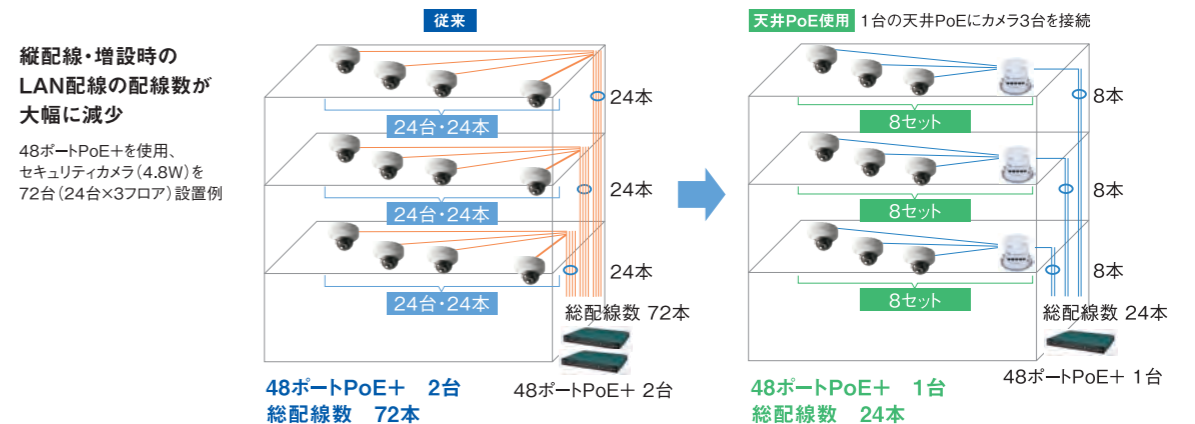 縦配線・増設時の
LAN配線の配線数が
大幅に減少
48ポートPoE＋を使用、
セキュリティカメラ（4.8W）を
72台（24台×3フロア）設置例
従来
24本
24台・24本
24本
24台・24本
24本
24台・24本
総配線数 72本
48ポートPoE＋ 2台
48ポートPoE＋　2台
総配線数　72本
天井PoE使用 1台の天井PoEにカメラ3台を接続
8本
8セット
8本
8セット
8本
8セット
総配線数 24本
48ポートPoE＋ 1台
48ポートPoE＋　1台
総配線数　24本